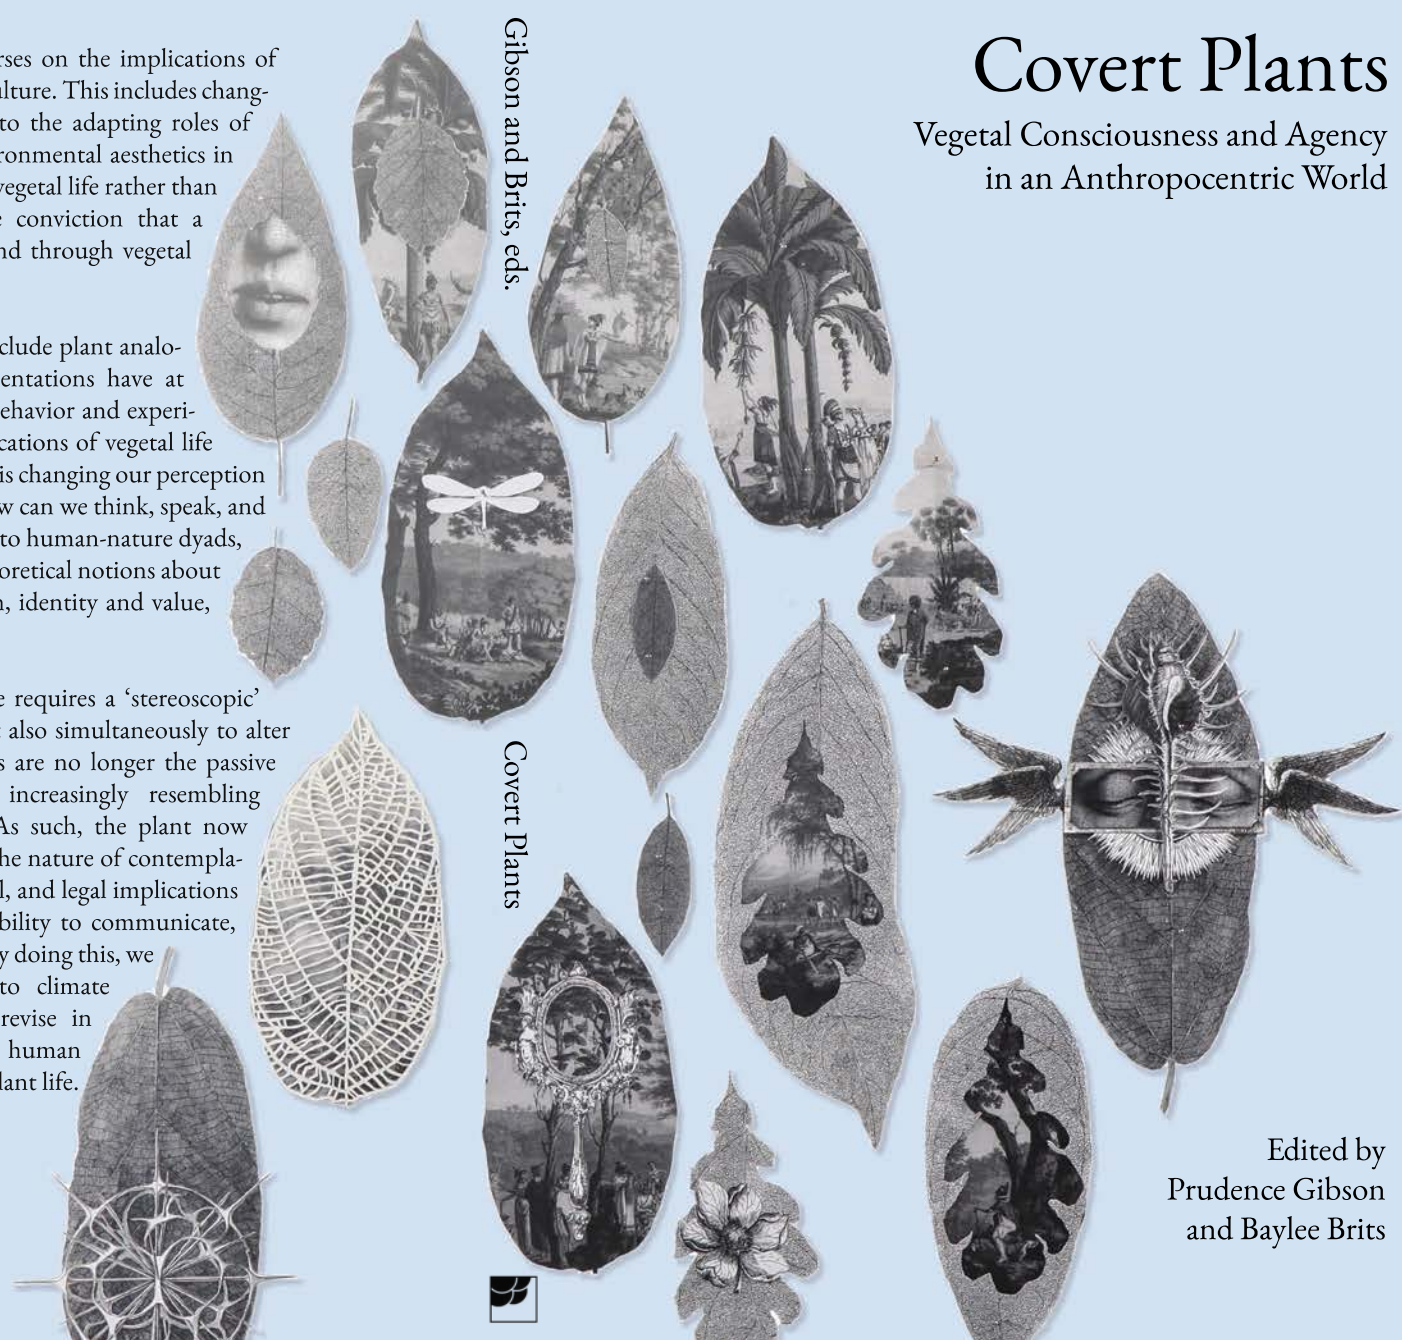 rses on the implications of
ulture. This includes chang-
to the adapting roles of
ronmental aesthetics in
vegetal life rather than
e conviction that a
nd through vegetal
clude plant analo-
entations have at
ehavior and experi-
cations of vegetal life
is changing our perception
w can we think, speak, and
to human-nature dyads,
oretical notions about
n, identity and value,
e requires a ‘stereoscopic’
t also simultaneously to alter
s are no longer the passive
increasingly resembling
As such, the plant now
he nature of contempla-
l, and legal implications
bility to communicate,
y doing this, we
to climate
revise in
human
lant life.
Gibson and Brits, eds.
Covert Plants
Covert Plants
Vegetal Consciousness and Agency
in an Anthropocentric World
Edited by
Prudence Gibson
and Baylee Brits